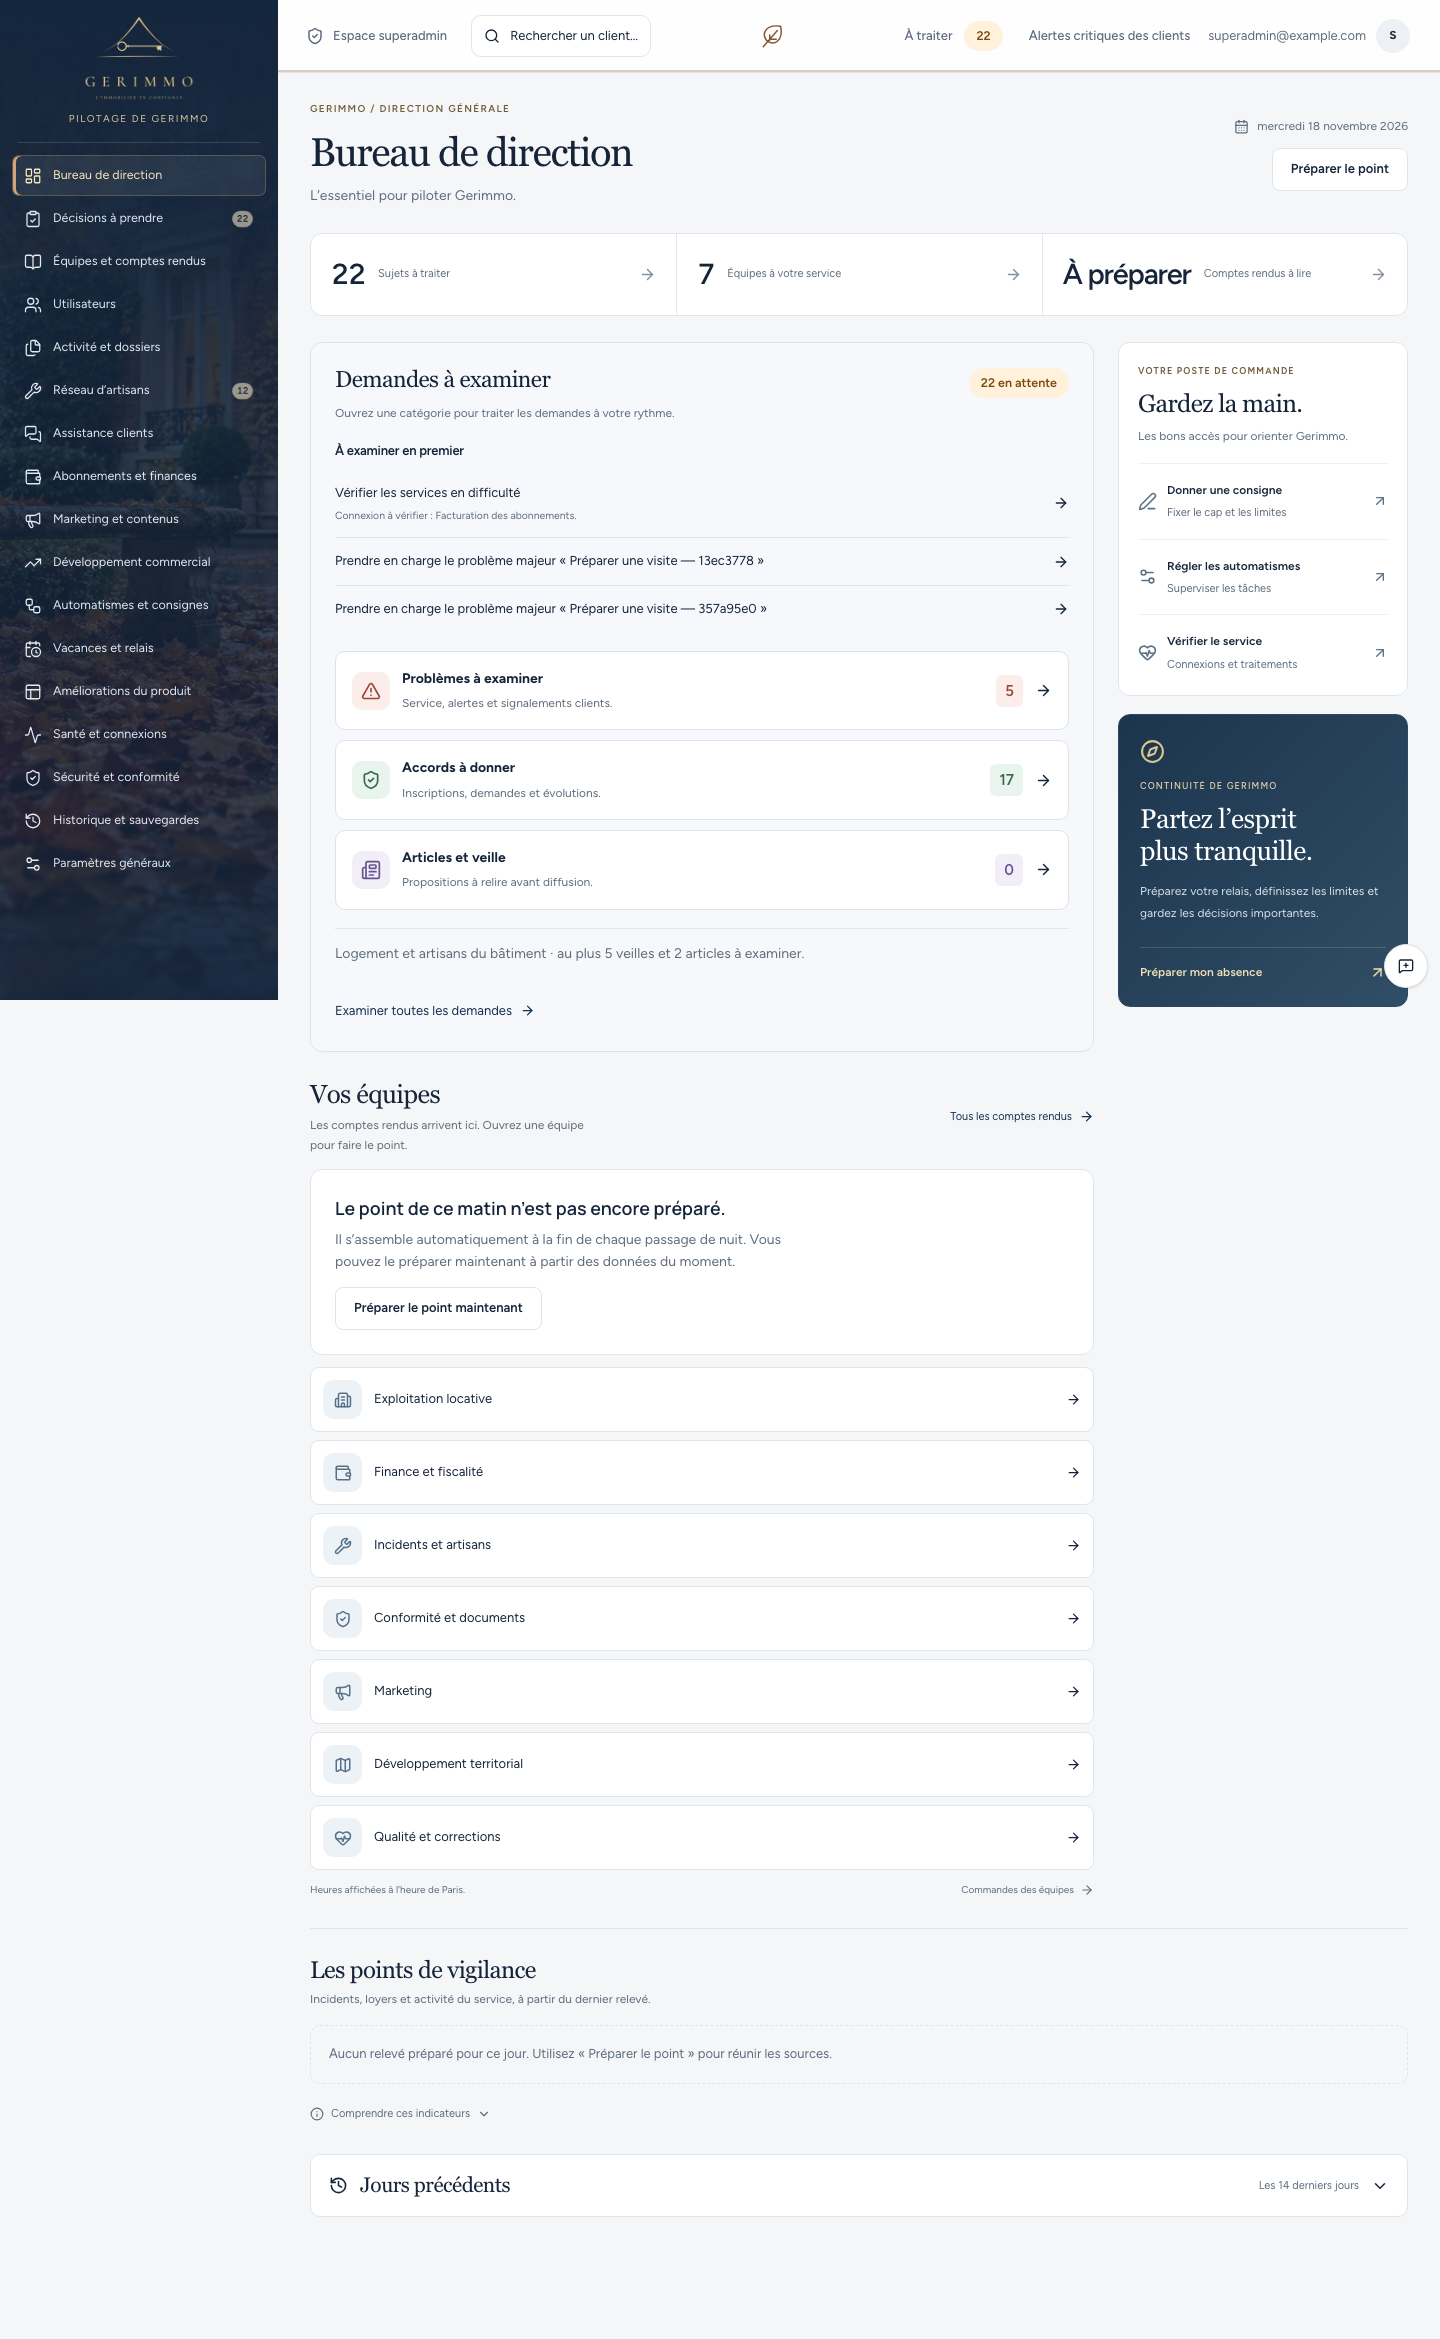 GERIMMO
L'IMMOBILIER EN CONFIANCE
PILOTAGE DE GERIMMO
Bureau de direction
Décisions à prendre 22
Équipes et comptes rendus
Utilisateurs
Activité et dossiers
Réseau d’artisans 12
Assistance clients
Abonnements et finances
Marketing et contenus
Développement commercial
Automatismes et consignes
Vacances et relais
Améliorations du produit
Santé et connexions
Sécurité et conformité
Historique et sauvegardes
Paramètres généraux
Espace superadmin
Rechercher un client...
À traiter 22
Alertes critiques des clients
superadmin@example.com
S
GERIMMO / DIRECTION GÉNÉRALE
Bureau de direction
L’essentiel pour piloter Gerimmo.
mercredi 18 novembre 2026
Préparer le point
22 Sujets à traiter
7 Équipes à votre service
À préparer Comptes rendus à lire
Demandes à examiner
22 en attente
Ouvrez une catégorie pour traiter les demandes à votre rythme.
À examiner en premier
Vérifier les services en difficulté
Connexion à vérifier : Facturation des abonnements.
Prendre en charge le problème majeur « Préparer une visite — 13ec3778 »
Prendre en charge le problème majeur « Préparer une visite — 357a95e0 »
Problèmes à examiner
Service, alertes et signalements clients.
5
Accords à donner
Inscriptions, demandes et évolutions.
17
Articles et veille
Propositions à relire avant diffusion.
0
Logement et artisans du bâtiment · au plus 5 veilles et 2 articles à examiner.
Examiner toutes les demandes
VOTRE POSTE DE COMMANDE
Gardez la main.
Les bons accès pour orienter Gerimmo.
Donner une consigne
Fixer le cap et les limites
Régler les automatismes
Superviser les tâches
Vérifier le service
Connexions et traitements
CONTINUITÉ DE GERIMMO
Partez l’esprit
plus tranquille.
Préparez votre relais, définissez les limites et
gardez les décisions importantes.
Préparer mon absence
Vos équipes
Les comptes rendus arrivent ici. Ouvrez une équipe
pour faire le point.
Tous les comptes rendus
Le point de ce matin n’est pas encore préparé.
Il s’assemble automatiquement à la fin de chaque passage de nuit. Vous
pouvez le préparer maintenant à partir des données du moment.
Préparer le point maintenant
Exploitation locative
Finance et fiscalité
Incidents et artisans
Conformité et documents
Marketing
Développement territorial
Qualité et corrections
Heures affichées à l’heure de Paris.
Commandes des équipes
Les points de vigilance
Incidents, loyers et activité du service, à partir du dernier relevé.
Aucun relevé préparé pour ce jour. Utilisez « Préparer le point » pour réunir les sources.
Comprendre ces indicateurs
Jours précédents
Les 14 derniers jours